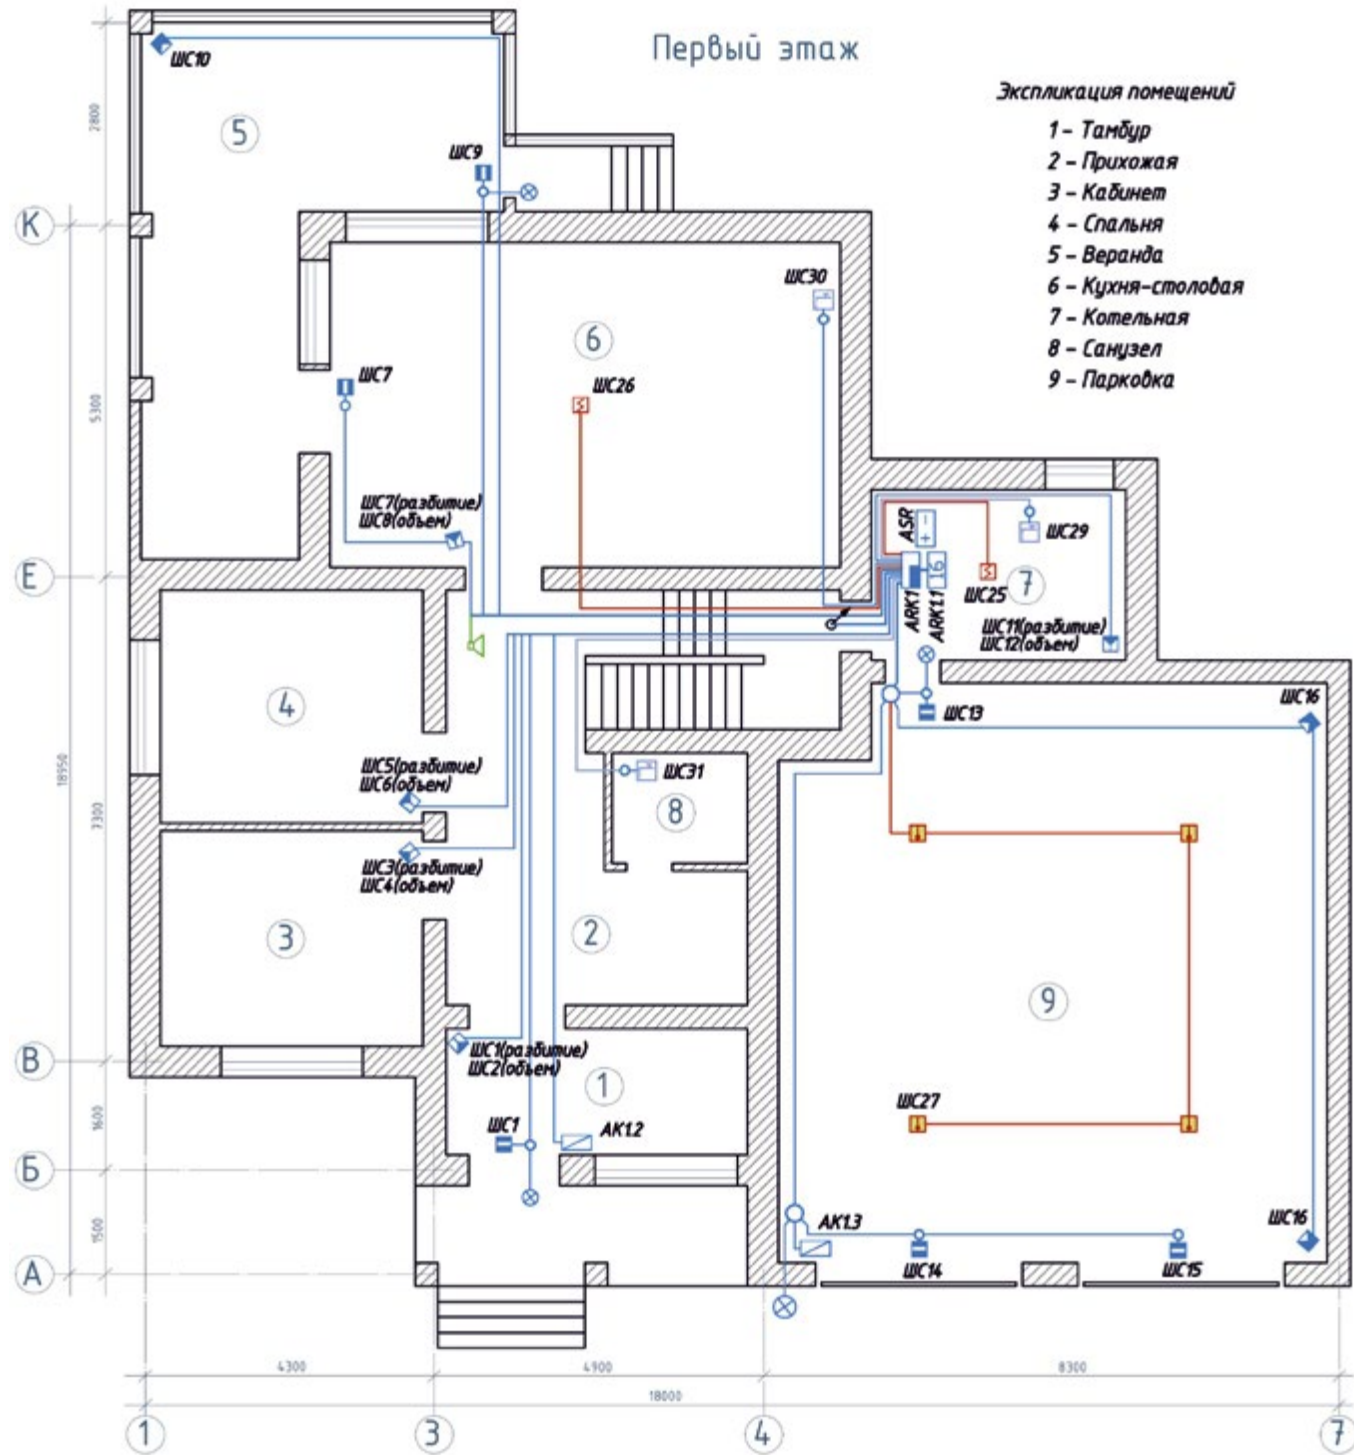 Первый этаж
Экспликация помещений
1 - Тамбур
2 - Прихожая
3 - Кабинет
4 - Спальня
5 - Веранда
6 - Кухня-столовая
7 - Котельная
8 - Санузел
9 - Парковка
ШС10
5
2800
ШС9
К
ШС30
6
ШС7
ШС26
5300
ШС7(разбитие)
ШС8(объем)
ASR
+ -
ШС29
Е
16
ARK1
ARK1.1
ШС25
7
ШС11(разбитие)
ШС12(объем)
4
ШС13
ШС16
18950
ШС5(разбитие)
ШС6(объем)
ШС31
7300
8
ШС3(разбитие)
ШС4(объем)
3
2
9
В
ШС1(разбитие)
ШС2(объем)
1
1600
ШС1
АК1.2
ШС27
Б
1500
АК1.3
ШС16
А
ШС14
ШС15
4300
4900
8300
18000
1
3
4
7